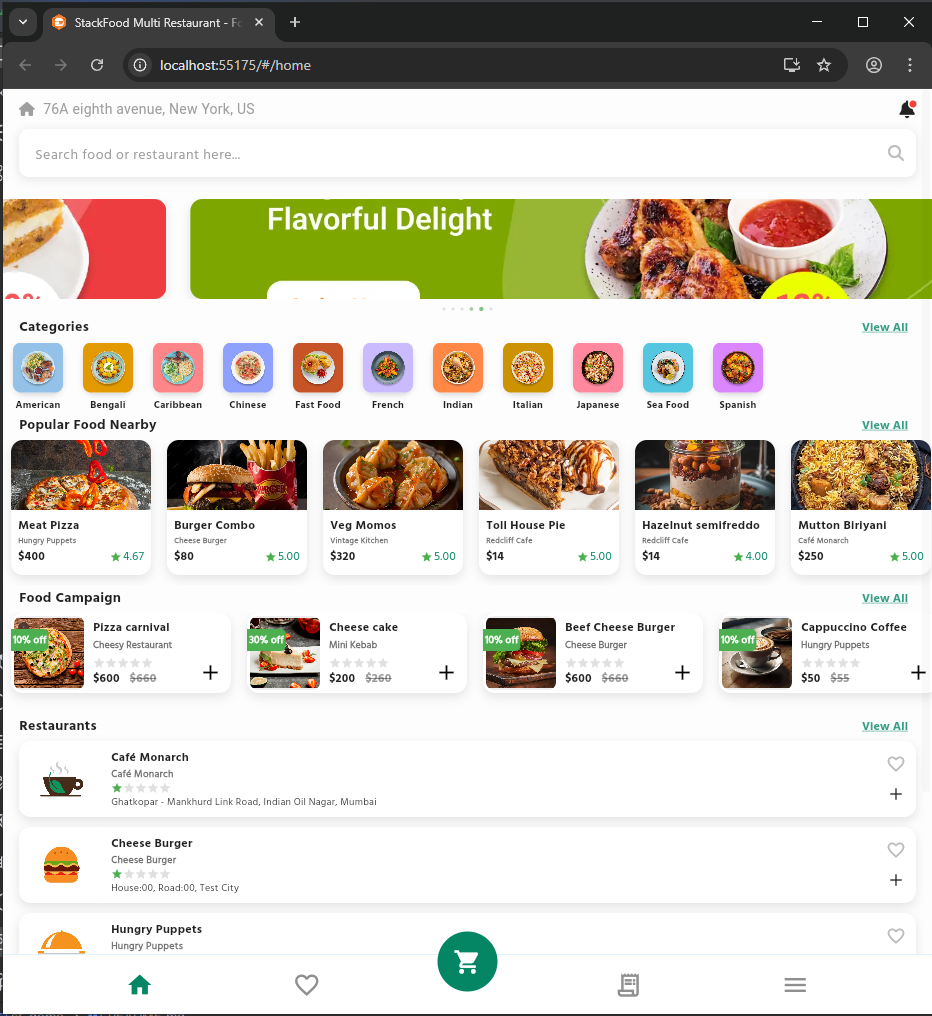 StackFood Multi Restaurant - Fo
localhost:55175/#/home
76A eighth avenue, New York, US
Search food or restaurant here...
Flavorful Delight
Categories
View All
American
Bengali
Caribbean
Chinese
Fast Food
French
Indian
Italian
Japanese
Sea Food
Spanish
Popular Food Nearby
View All
Meat Pizza
Hungry Puppets
$400
4.67
Burger Combo
Cheese Burger
$80
5.00
Veg Momos
Vintage Kitchen
$320
5.00
Toll House Pie
Redcliff Cafe
$14
5.00
Hazelnut semifreddo
Redcliff Cafe
$14
4.00
Mutton Biriyani
Café Monarch
$250
5.00
Food Campaign
View All
10% off
Pizza carnival
Cheesy Restaurant
$600 $660
30% off
Cheese cake
Mini Kebab
$200 $260
10% off
Beef Cheese Burger
Cheese Burger
$600 $660
10% off
Cappuccino Coffee
Hungry Puppets
$50 $55
Restaurants
View All
Café Monarch
Café Monarch
Ghatkopar - Mankhurd Link Road, Indian Oil Nagar, Mumbai
Cheese Burger
Cheese Burger
House:00, Road:00, Test City
Hungry Puppets
Hungry Puppets